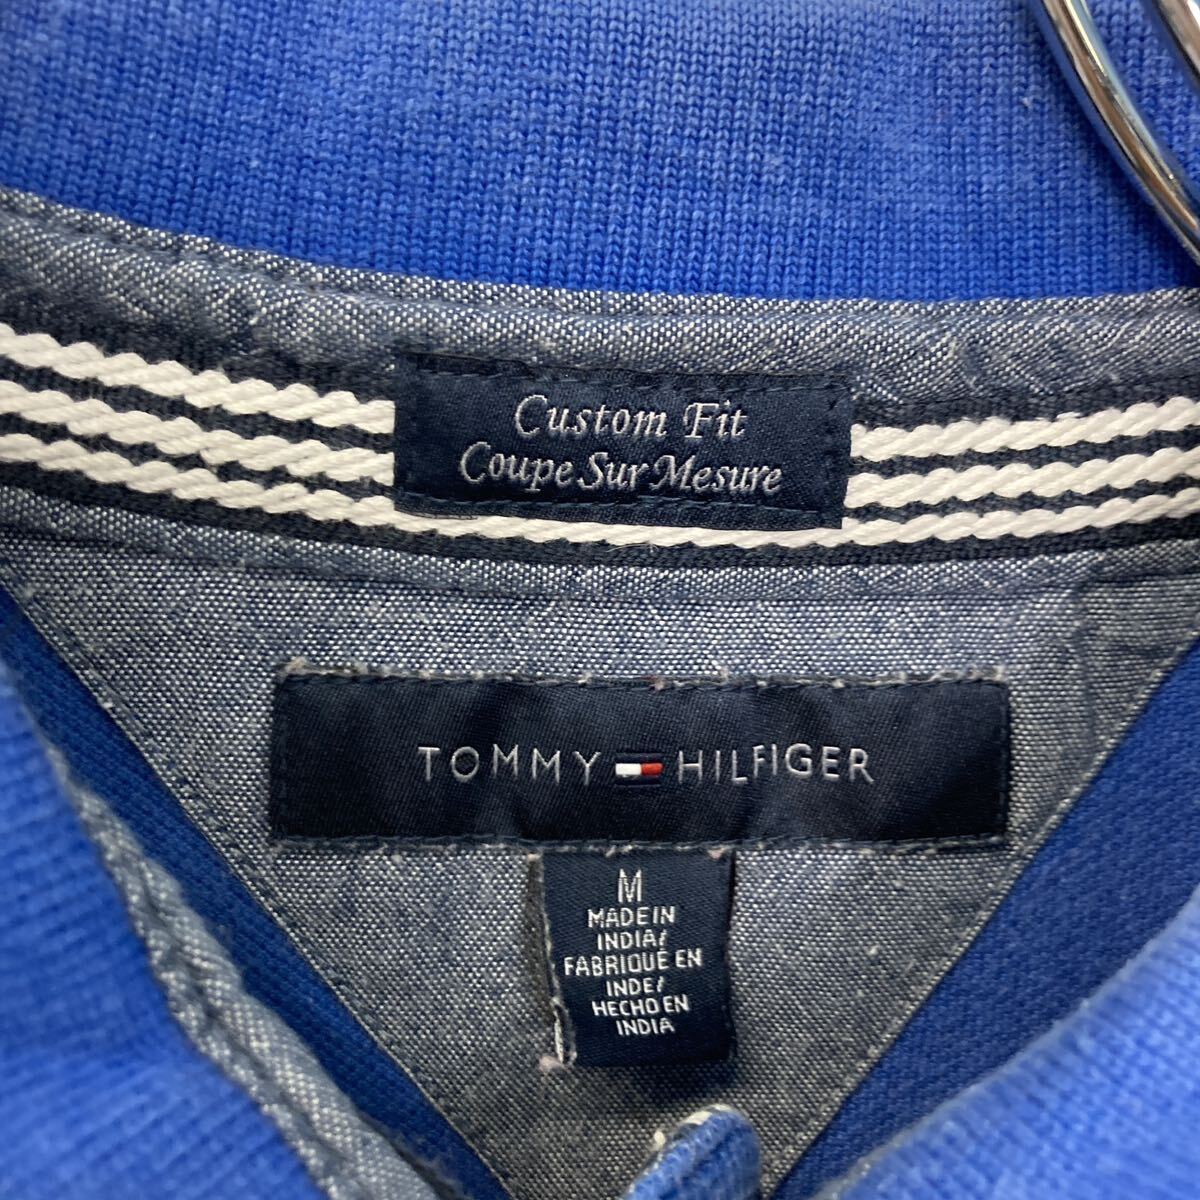 Custom Fit
Coupe Sur Mesure
TOMMY HILFIGER
M
MADE IN
INDIA/
FABRIQUÉ EN
INDE/
HECHO EN
INDIA